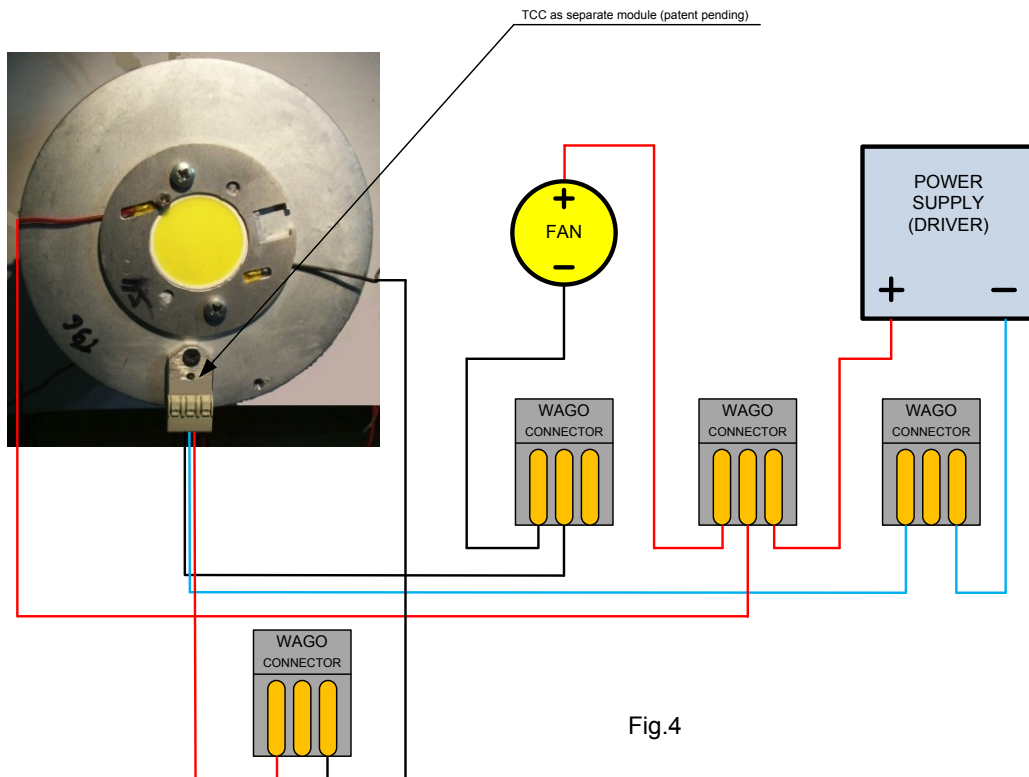 TCC as separate module (patent pending)
+
FAN
−
POWER
SUPPLY
(DRIVER)
+ −
WAGO
CONNECTOR
WAGO
CONNECTOR
WAGO
CONNECTOR
WAGO
CONNECTOR
Fig.4